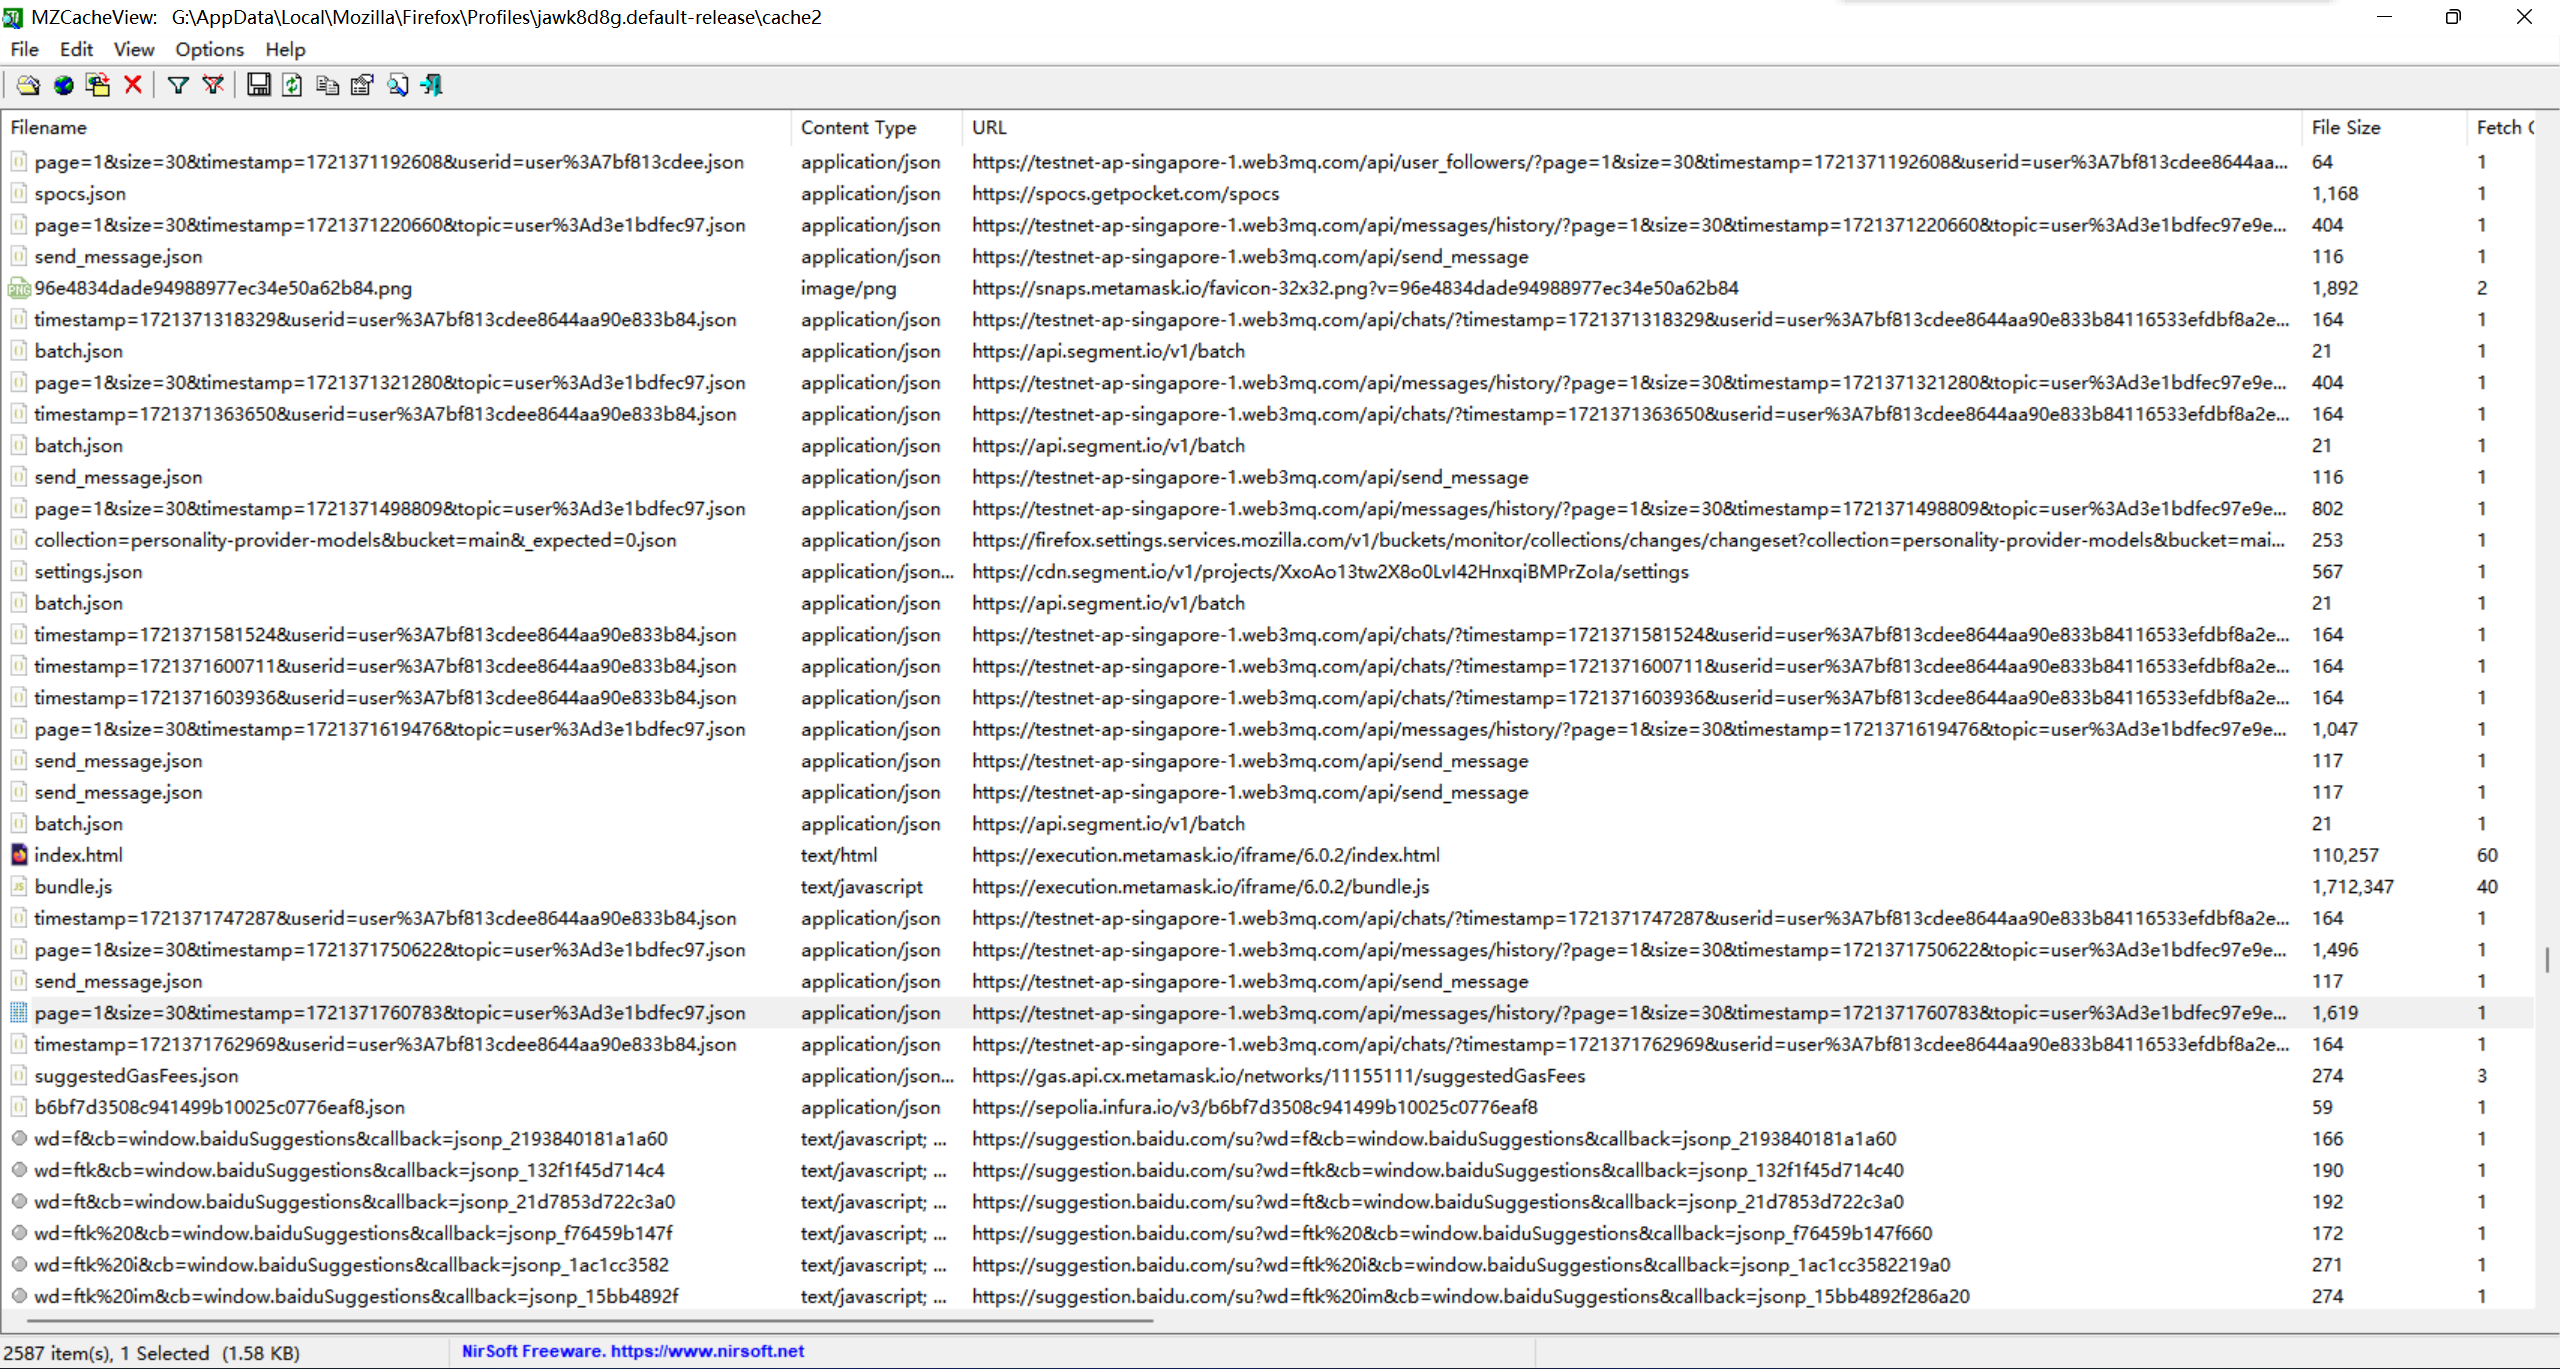 MZCacheView:  G:\AppData\Local\Mozilla\Firefox\Profiles\jawk8d8g.default-release\cache2
File Edit View Options Help
Filename Content Type URL File Size Fetch C
page=1&size=30&timestamp=1721371192608&userid=user%3A7bf813cdee.json application/json https://testnet-ap-singapore-1.web3mq.com/api/user_followers/?page=1&size=30&timestamp=1721371192608&userid=user%3A7bf813cdee8644aa... 64 1
spocs.json application/json https://spocs.getpocket.com/spocs 1,168 1
page=1&size=30&timestamp=1721371220660&topic=user%3Ad3e1bdfec97.json application/json https://testnet-ap-singapore-1.web3mq.com/api/messages/history/?page=1&size=30&timestamp=1721371220660&topic=user%3Ad3e1bdfec97e9e... 404 1
send_message.json application/json https://testnet-ap-singapore-1.web3mq.com/api/send_message 116 1
96e4834dade94988977ec34e50a62b84.png image/png https://snaps.metamask.io/favicon-32x32.png?v=96e4834dade94988977ec34e50a62b84 1,892 2
timestamp=1721371318329&userid=user%3A7bf813cdee8644aa90e833b84.json application/json https://testnet-ap-singapore-1.web3mq.com/api/chats/?timestamp=1721371318329&userid=user%3A7bf813cdee8644aa90e833b84116533efdbf8a2e... 164 1
batch.json application/json https://api.segment.io/v1/batch 21 1
page=1&size=30&timestamp=1721371321280&topic=user%3Ad3e1bdfec97.json application/json https://testnet-ap-singapore-1.web3mq.com/api/messages/history/?page=1&size=30&timestamp=1721371321280&topic=user%3Ad3e1bdfec97e9e... 404 1
timestamp=1721371363650&userid=user%3A7bf813cdee8644aa90e833b84.json application/json https://testnet-ap-singapore-1.web3mq.com/api/chats/?timestamp=1721371363650&userid=user%3A7bf813cdee8644aa90e833b84116533efdbf8a2e... 164 1
batch.json application/json https://api.segment.io/v1/batch 21 1
send_message.json application/json https://testnet-ap-singapore-1.web3mq.com/api/send_message 116 1
page=1&size=30&timestamp=1721371498809&topic=user%3Ad3e1bdfec97.json application/json https://testnet-ap-singapore-1.web3mq.com/api/messages/history/?page=1&size=30&timestamp=1721371498809&topic=user%3Ad3e1bdfec97e9e... 802 1
collection=personality-provider-models&bucket=main&_expected=0.json application/json https://firefox.settings.services.mozilla.com/v1/buckets/monitor/collections/changes/changeset?collection=personality-provider-models&bucket=mai... 253 1
settings.json application/json... https://cdn.segment.io/v1/projects/XxoAo13tw2X8o0LvI42HnxqiBMPrZoIa/settings 567 1
batch.json application/json https://api.segment.io/v1/batch 21 1
timestamp=1721371581524&userid=user%3A7bf813cdee8644aa90e833b84.json application/json https://testnet-ap-singapore-1.web3mq.com/api/chats/?timestamp=1721371581524&userid=user%3A7bf813cdee8644aa90e833b84116533efdbf8a2e... 164 1
timestamp=1721371600711&userid=user%3A7bf813cdee8644aa90e833b84.json application/json https://testnet-ap-singapore-1.web3mq.com/api/chats/?timestamp=1721371600711&userid=user%3A7bf813cdee8644aa90e833b84116533efdbf8a2e... 164 1
timestamp=1721371603936&userid=user%3A7bf813cdee8644aa90e833b84.json application/json https://testnet-ap-singapore-1.web3mq.com/api/chats/?timestamp=1721371603936&userid=user%3A7bf813cdee8644aa90e833b84116533efdbf8a2e... 164 1
page=1&size=30&timestamp=1721371619476&topic=user%3Ad3e1bdfec97.json application/json https://testnet-ap-singapore-1.web3mq.com/api/messages/history/?page=1&size=30&timestamp=1721371619476&topic=user%3Ad3e1bdfec97e9e... 1,047 1
send_message.json application/json https://testnet-ap-singapore-1.web3mq.com/api/send_message 117 1
send_message.json application/json https://testnet-ap-singapore-1.web3mq.com/api/send_message 117 1
batch.json application/json https://api.segment.io/v1/batch 21 1
index.html text/html https://execution.metamask.io/iframe/6.0.2/index.html 110,257 60
bundle.js text/javascript https://execution.metamask.io/iframe/6.0.2/bundle.js 1,712,347 40
timestamp=1721371747287&userid=user%3A7bf813cdee8644aa90e833b84.json application/json https://testnet-ap-singapore-1.web3mq.com/api/chats/?timestamp=1721371747287&userid=user%3A7bf813cdee8644aa90e833b84116533efdbf8a2e... 164 1
page=1&size=30&timestamp=1721371750622&topic=user%3Ad3e1bdfec97.json application/json https://testnet-ap-singapore-1.web3mq.com/api/messages/history/?page=1&size=30&timestamp=1721371750622&topic=user%3Ad3e1bdfec97e9e... 1,496 1
send_message.json application/json https://testnet-ap-singapore-1.web3mq.com/api/send_message 117 1
page=1&size=30&timestamp=1721371760783&topic=user%3Ad3e1bdfec97.json application/json https://testnet-ap-singapore-1.web3mq.com/api/messages/history/?page=1&size=30&timestamp=1721371760783&topic=user%3Ad3e1bdfec97e9e... 1,619 1
timestamp=1721371762969&userid=user%3A7bf813cdee8644aa90e833b84.json application/json https://testnet-ap-singapore-1.web3mq.com/api/chats/?timestamp=1721371762969&userid=user%3A7bf813cdee8644aa90e833b84116533efdbf8a2e... 164 1
suggestedGasFees.json application/json... https://gas.api.cx.metamask.io/networks/11155111/suggestedGasFees 274 3
b6bf7d3508c941499b10025c0776eaf8.json application/json https://sepolia.infura.io/v3/b6bf7d3508c941499b10025c0776eaf8 59 1
wd=f&cb=window.baiduSuggestions&callback=jsonp_2193840181a1a60 text/javascript; ... https://suggestion.baidu.com/su?wd=f&cb=window.baiduSuggestions&callback=jsonp_2193840181a1a60 166 1
wd=ftk&cb=window.baiduSuggestions&callback=jsonp_132f1f45d714c4 text/javascript; ... https://suggestion.baidu.com/su?wd=ftk&cb=window.baiduSuggestions&callback=jsonp_132f1f45d714c40 190 1
wd=ft&cb=window.baiduSuggestions&callback=jsonp_21d7853d722c3a0 text/javascript; ... https://suggestion.baidu.com/su?wd=ft&cb=window.baiduSuggestions&callback=jsonp_21d7853d722c3a0 192 1
wd=ftk%20&cb=window.baiduSuggestions&callback=jsonp_f76459b147f text/javascript; ... https://suggestion.baidu.com/su?wd=ftk%20&cb=window.baiduSuggestions&callback=jsonp_f76459b147f660 172 1
wd=ftk%20i&cb=window.baiduSuggestions&callback=jsonp_1ac1cc3582 text/javascript; ... https://suggestion.baidu.com/su?wd=ftk%20i&cb=window.baiduSuggestions&callback=jsonp_1ac1cc3582219a0 271 1
wd=ftk%20im&cb=window.baiduSuggestions&callback=jsonp_15bb4892f text/javascript; ... https://suggestion.baidu.com/su?wd=ftk%20im&cb=window.baiduSuggestions&callback=jsonp_15bb4892f286a20 274 1
2587 item(s), 1 Selected  (1.58 KB) NirSoft Freeware. https://www.nirsoft.net